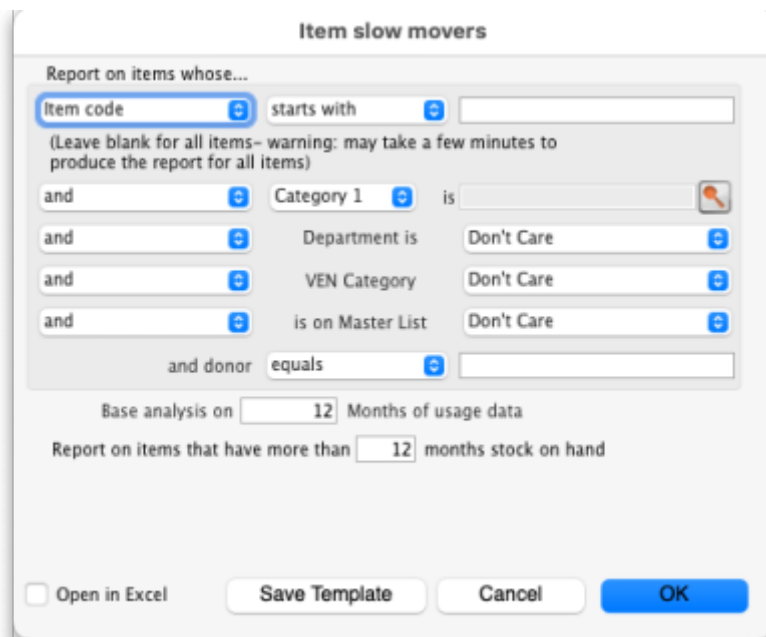 Item slow movers
Report on items whose...
Item code starts with
(Leave blank for all items- warning: may take a few minutes to
produce the report for all items)
and Category 1 is
and Department is Don't Care
and VEN Category Don't Care
and is on Master List Don't Care
and donor equals
Base analysis on 12 Months of usage data
Report on items that have more than 12 months stock on hand
Open in Excel Save Template Cancel OK